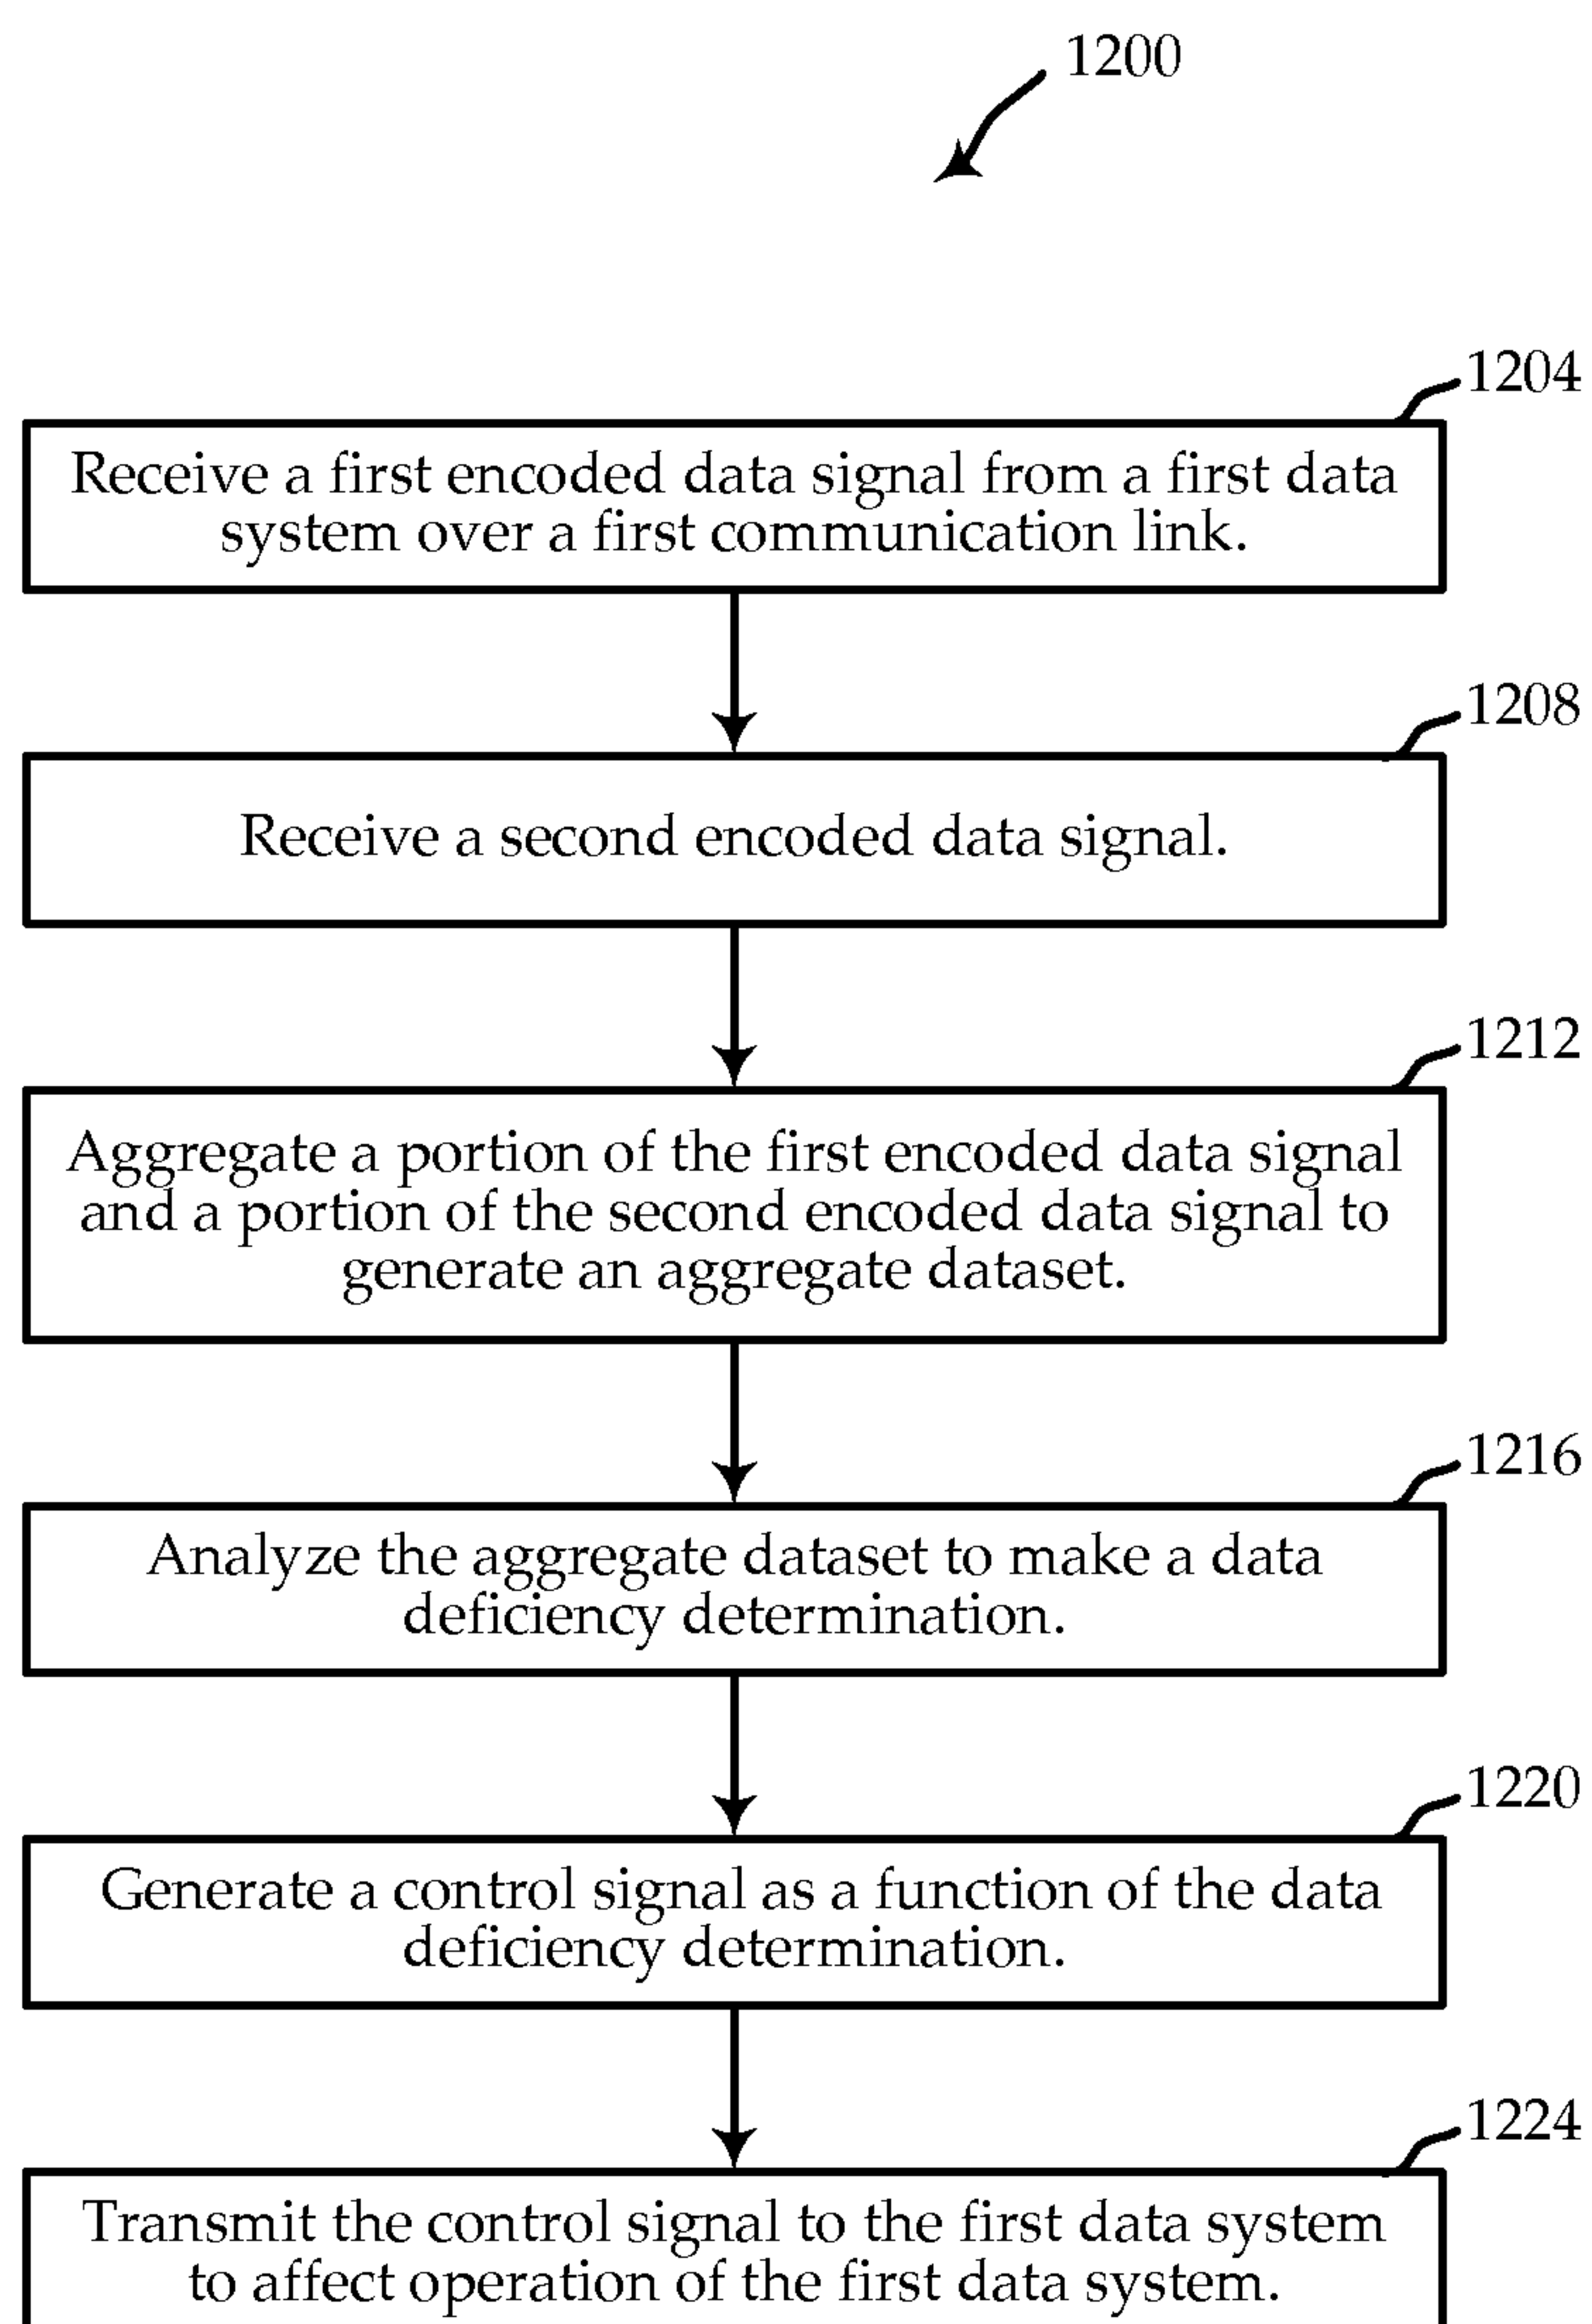 1200
1204
Receive a first encoded data signal from a first data
system over a first communication link.
1208
Receive a second encoded data signal.
1212
Aggregate a portion of the first encoded data signal
and a portion of the second encoded data signal to
generate an aggregate dataset.
1216
Analyze the aggregate dataset to make a data
deficiency determination.
1220
Generate a control signal as a function of the data
deficiency determination.
1224
Transmit the control signal to the first data system
to affect operation of the first data system.